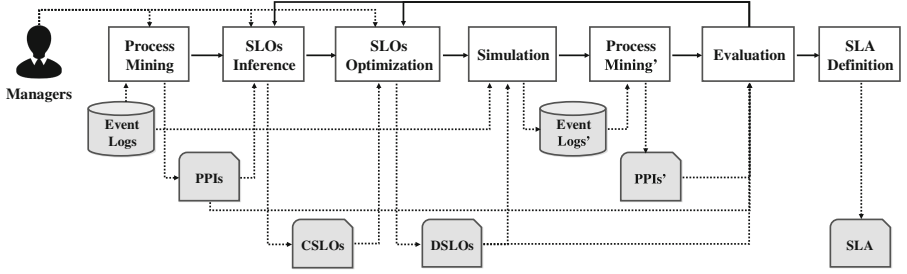 Process
Mining
SLOs
Inference
SLOs
Optimization
Simulation
Process
Mining'
Evaluation
SLA
Definition
Managers
Event
Logs
Event
Logs'
PPIs
PPIs'
CSLOs
DSLOs
SLA